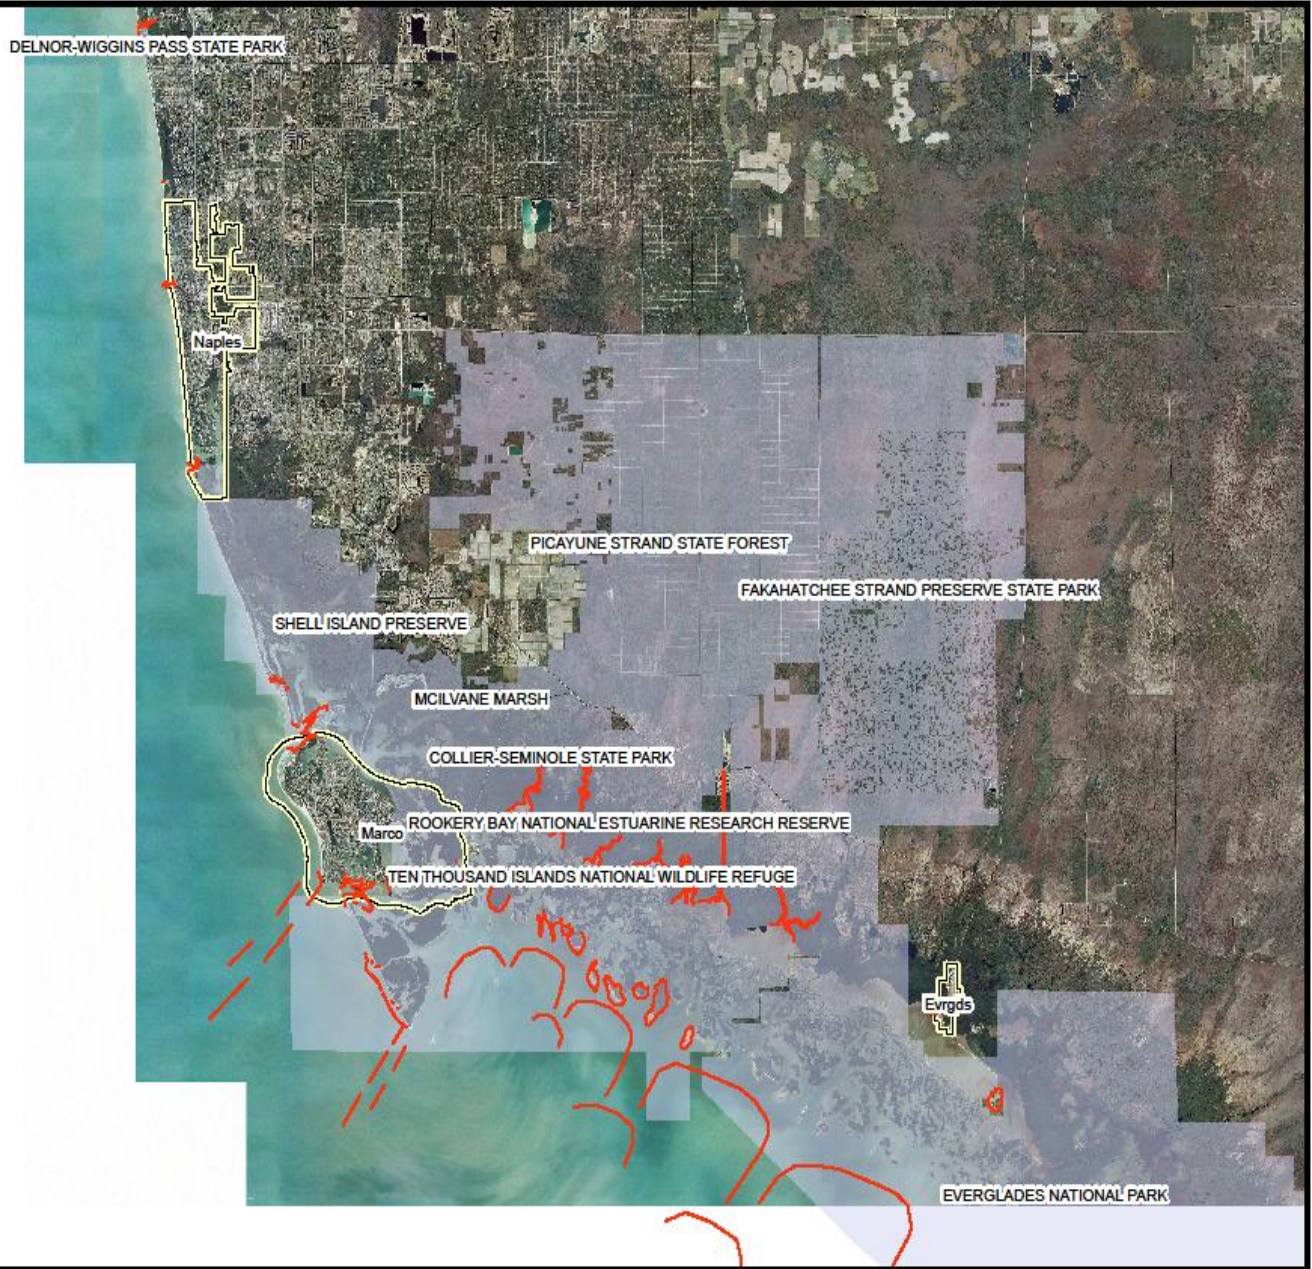 DELNOR-WIGGINS PASS STATE PARK
Naples
PICAYUNE STRAND STATE FOREST
FAKAHATCHEE STRAND PRESERVE STATE PARK
SHELL ISLAND PRESERVE
MCILVANE MARSH
COLLIER-SEMINOLE STATE PARK
ROOKERY BAY NATIONAL ESTUARINE RESEARCH RESERVE
Marco
TEN THOUSAND ISLANDS NATIONAL WILDLIFE REFUGE
Evrgds
EVERGLADES NATIONAL PARK